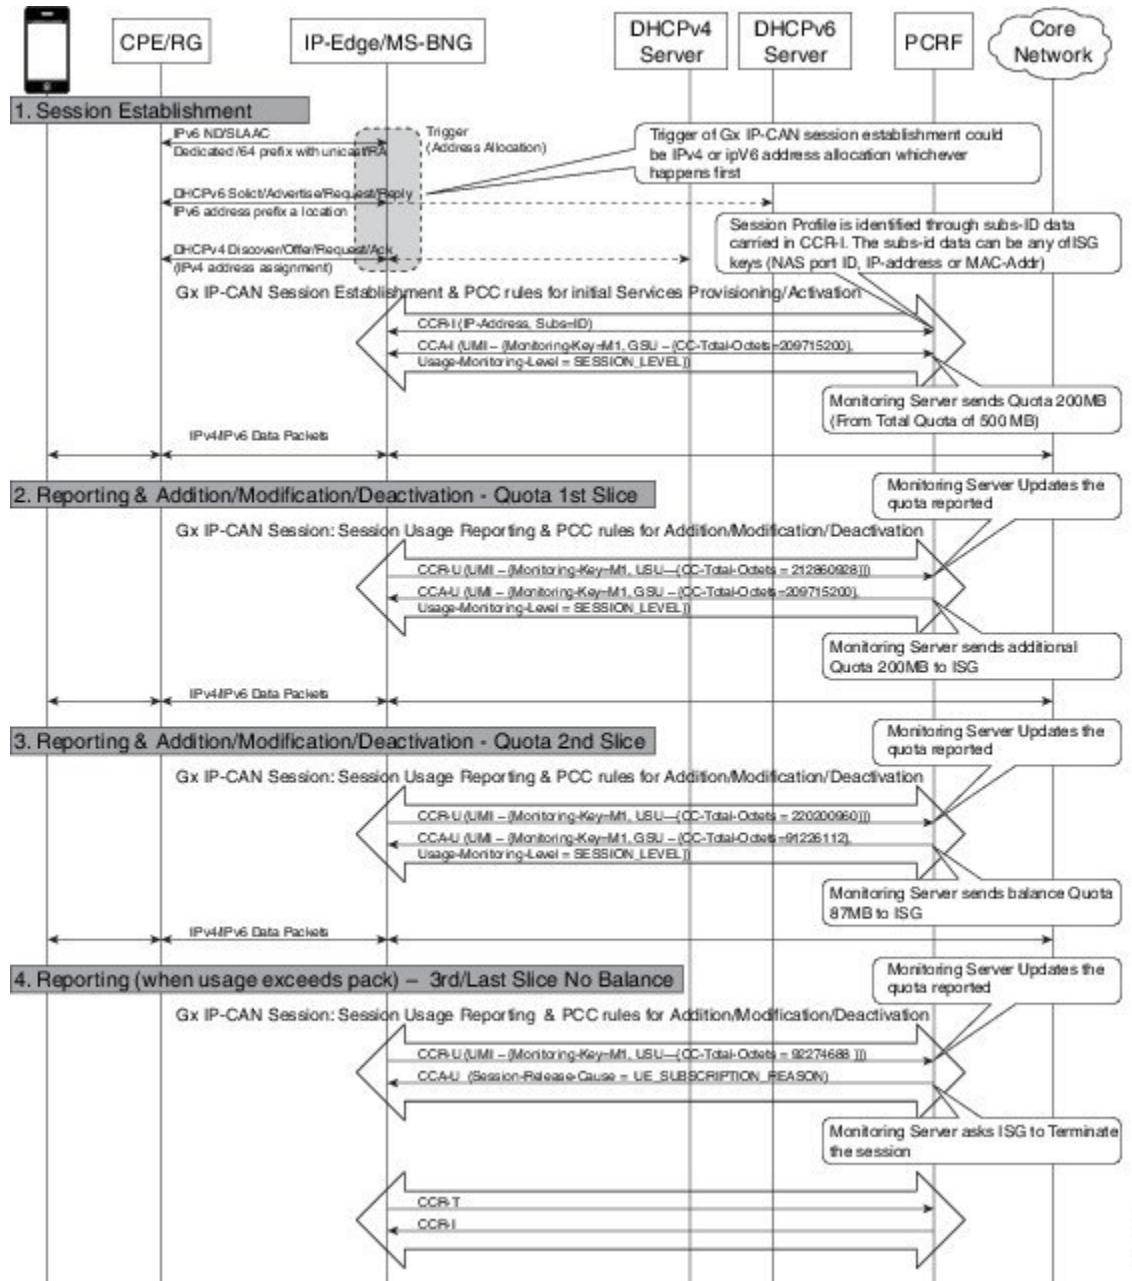 CPE/RG
IP-Edge/MS-BNG
DHCPv4
Server
DHCPv6
Server
PCRF
Core
Network
1. Session Establishment
IPv6 ND/SLAAC
Dedicated /64 prefix with unicast/RA
Trigger
(Address Allocation)
Trigger of Gx IP-CAN session establishment could
be IPv4 or ipV6 address allocation whichever
happens first
DHCPv6 Solict/Advertise/Request/Reply
IPv6 address prefix a location
Session Profile is identified through subs-ID data
carried in CCR-I. The subs-id data can be any of ISG
keys (NAS port ID, IP-address or MAC-Addr)
DHCPv4 Discover/Offer/Request/Ack
(IPv4 address assignment)
Gx IP-CAN Session Establishment & PCC rules for initial Services Provisioning/Activation
CCR-I (IP-Address, Subs=ID)
CCA-I (UMI – {Monitoring-Key=M1, GSU – {CC-Total-Octets=209715200},
Usage-Monitoring-Level = SESSION_LEVEL})
Monitoring Server sends Quota 200MB
(From Total Quota of 500 MB)
IPv4/IPv6 Data Packets
2. Reporting & Addition/Modification/Deactivation - Quota 1st Slice
Monitoring Server Updates the
quota reported
Gx IP-CAN Session: Session Usage Reporting & PCC rules for Addition/Modification/Deactivation
CCR-U (UMI – {Monitoring-Key=M1, USU—{CC-Total-Octets = 212860928}})
CCA-U (UMI – {Monitoring-Key=M1, GSU – {CC-Total-Octets=209715200},
Usage-Monitoring-Level = SESSION_LEVEL})
Monitoring Server sends additional
Quota 200MB to ISG
IPv4/IPv6 Data Packets
3. Reporting & Addition/Modification/Deactivation - Quota 2nd Slice
Monitoring Server Updates the
quota reported
Gx IP-CAN Session: Session Usage Reporting & PCC rules for Addition/Modification/Deactivation
CCR-U (UMI – {Monitoring-Key=M1, USU—{CC-Total-Octets = 220200960}})
CCA-U (UMI – {Monitoring-Key=M1, GSU – {CC-Total-Octets=91226112},
Usage-Monitoring-Level = SESSION_LEVEL})
Monitoring Server sends balance Quota
87MB to ISG
IPv4/IPv6 Data Packets
4. Reporting (when usage exceeds pack) – 3rd/Last Slice No Balance
Monitoring Server Updates the
quota reported
Gx IP-CAN Session: Session Usage Reporting & PCC rules for Addition/Modification/Deactivation
CCR-U (UMI – {Monitoring-Key=M1, USU—{CC-Total-Octets = 92274688 }})
CCA-U (Session-Release-Cause = UE_SUBSCRIPTION_REASON)
Monitoring Server asks ISG to Terminate
the session
CCR-T
CCR-I